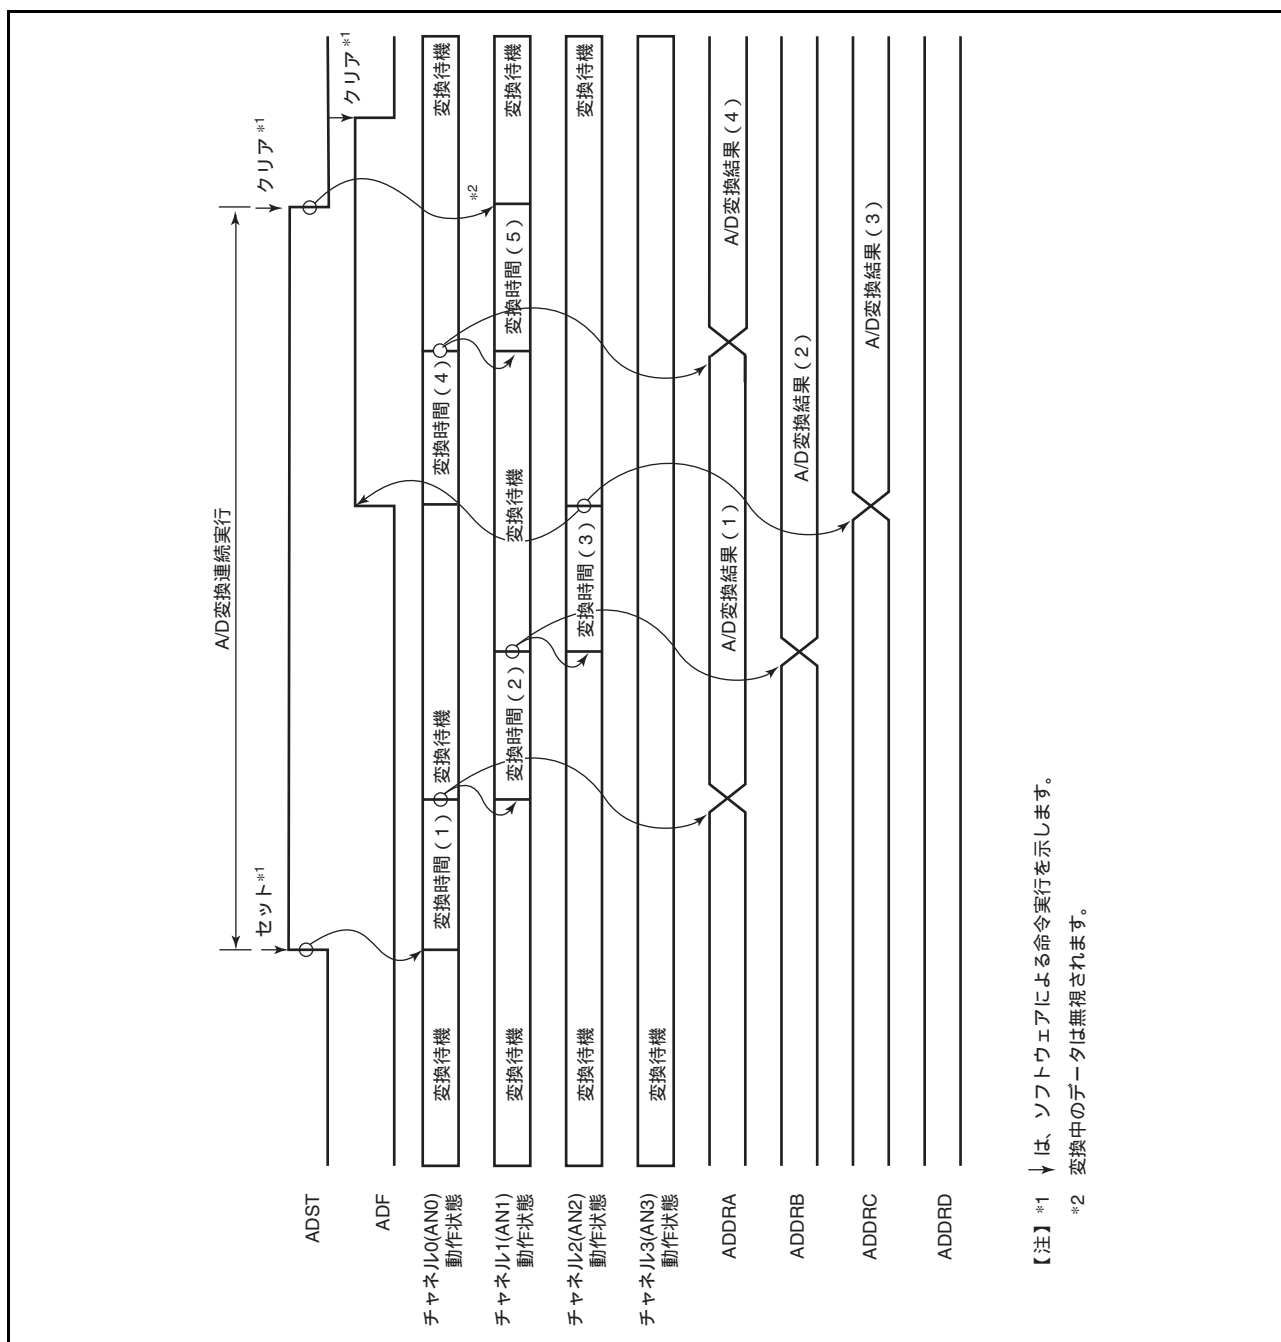 A/D変換連続実行
セット*1
クリア*1
クリア*1
ADST
ADF
チャネル0(AN0)
動作状態
変換待機
変換時間(1)
変換待機
変換時間(4)
変換待機
チャネル1(AN1)
動作状態
変換待機
変換時間(2)
変換待機
変換時間(5)
*2
変換待機
チャネル2(AN2)
動作状態
変換待機
変換時間(3)
変換待機
チャネル3(AN3)
動作状態
変換待機
ADDRA
A/D変換結果(1)
A/D変換結果(4)
ADDRB
A/D変換結果(2)
ADDRC
A/D変換結果(3)
ADDRD
【注】*1 ↓は、ソフトウェアによる命令実行を示します。
*2 変換中のデータは無視されます。